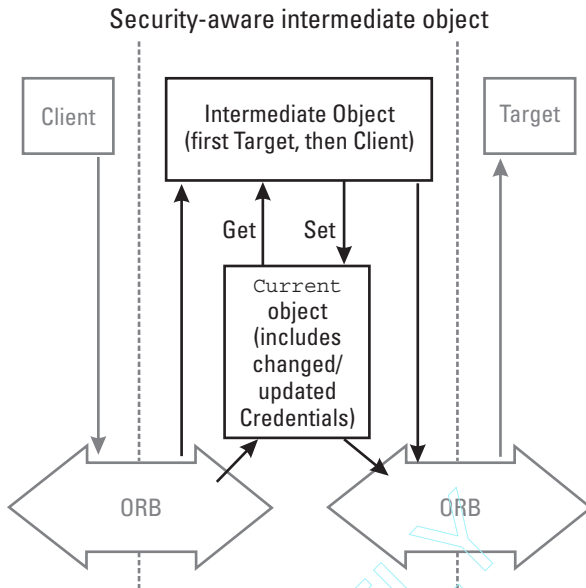 Security-aware intermediate object
Client
Intermediate Object
(first Target, then Client)
Target
Get
Set
Current
object
(includes
changed/
updated
Credentials)
ORB
ORB